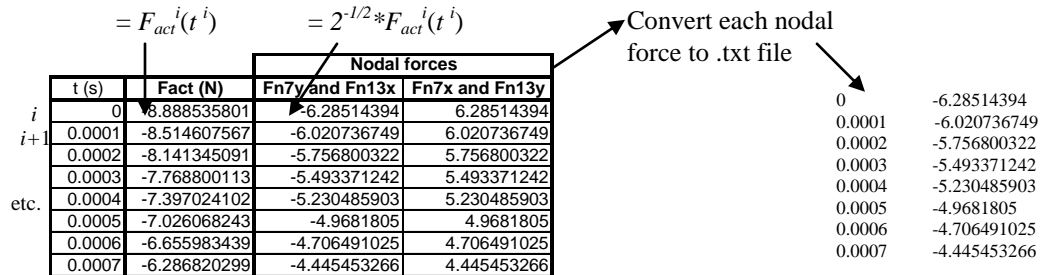 = Fact i(t i)
= 2-1/2*Fact i(t i)
Convert each nodal
force to .txt file
Nodal forces
t (s) Fact (N) Fn7y and Fn13x Fn7x and Fn13y
i 0 -8.888535801 -6.28514394 6.28514394
i+1 0.0001 -8.514607567 -6.020736749 6.020736749
0.0002 -8.141345091 -5.756800322 5.756800322
0.0003 -7.768800113 -5.493371242 5.493371242
etc. 0.0004 -7.397024102 -5.230485903 5.230485903
0.0005 -7.026068243 -4.9681805 4.9681805
0.0006 -6.655983439 -4.706491025 4.706491025
0.0007 -6.286820299 -4.445453266 4.445453266
0 -6.28514394
0.0001 -6.020736749
0.0002 -5.756800322
0.0003 -5.493371242
0.0004 -5.230485903
0.0005 -4.9681805
0.0006 -4.706491025
0.0007 -4.445453266